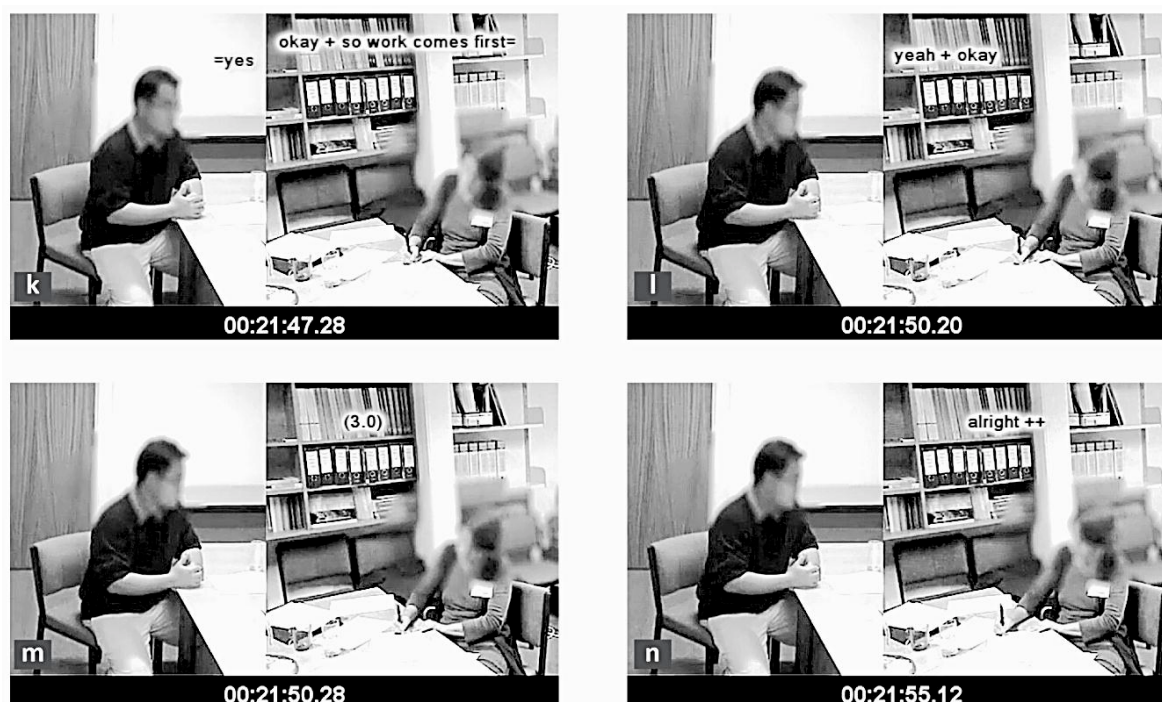 okay + so work comes first=
=yes
k
00:21:47.28
yeah + okay
l
00:21:50.20
(3.0)
m
00:21:50.28
alright ++
n
00:21:55.12